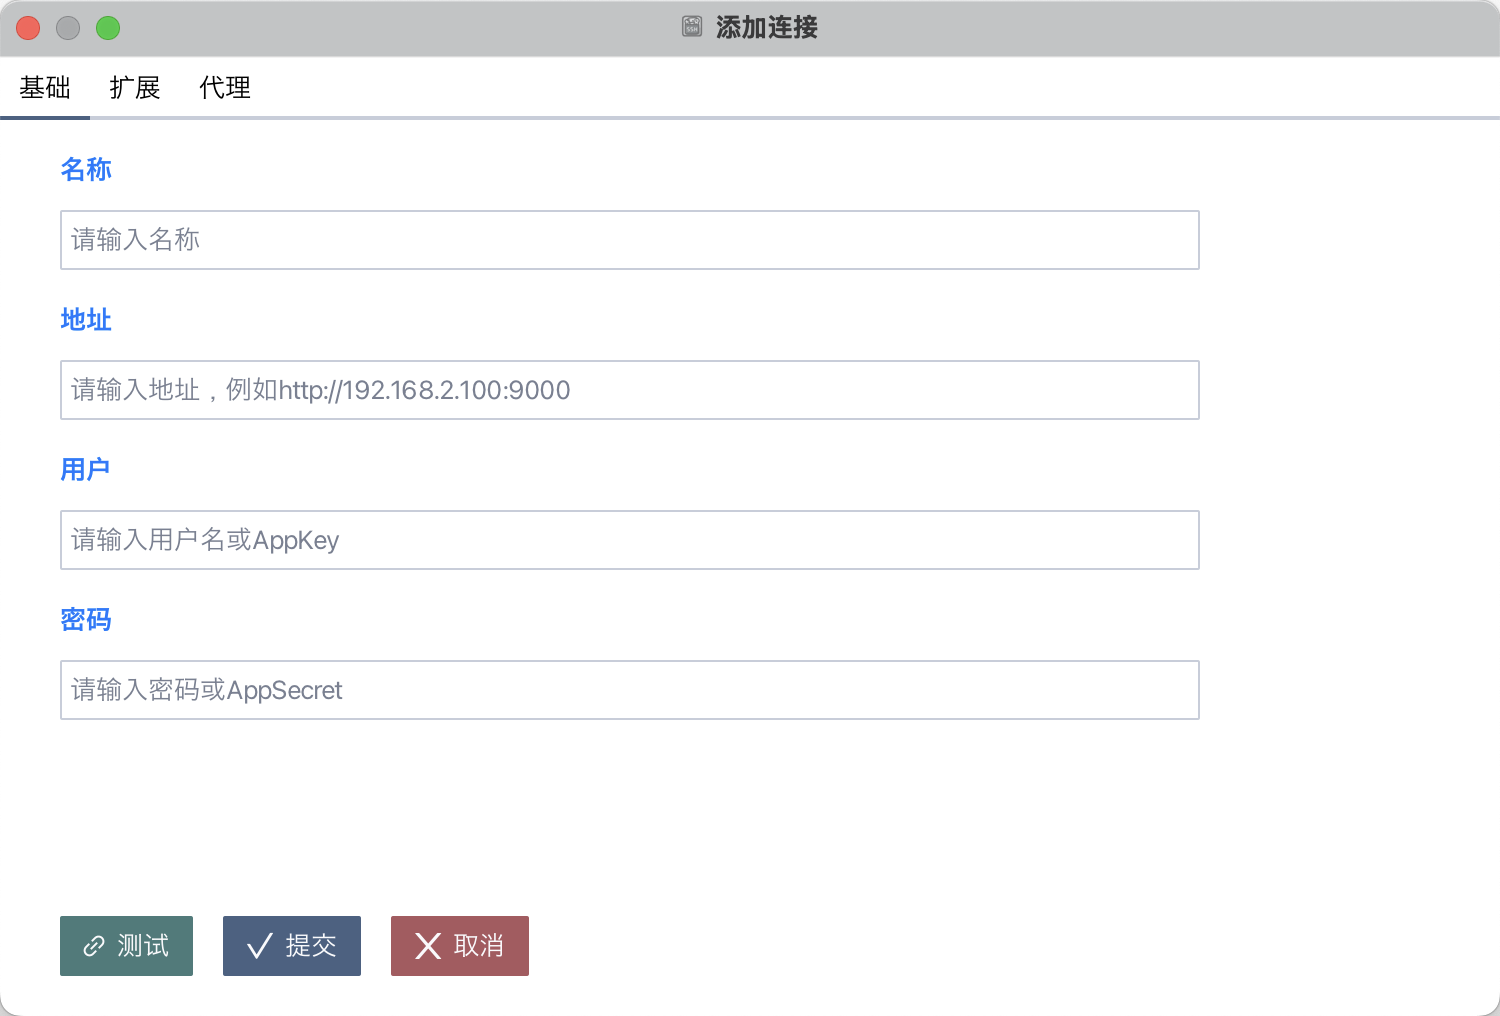 添加连接
基础 扩展 代理
名称
请输入名称
地址
请输入地址，例如http://192.168.2.100:9000
用户
请输入用户名或AppKey
密码
请输入密码或AppSecret
测试 提交 取消